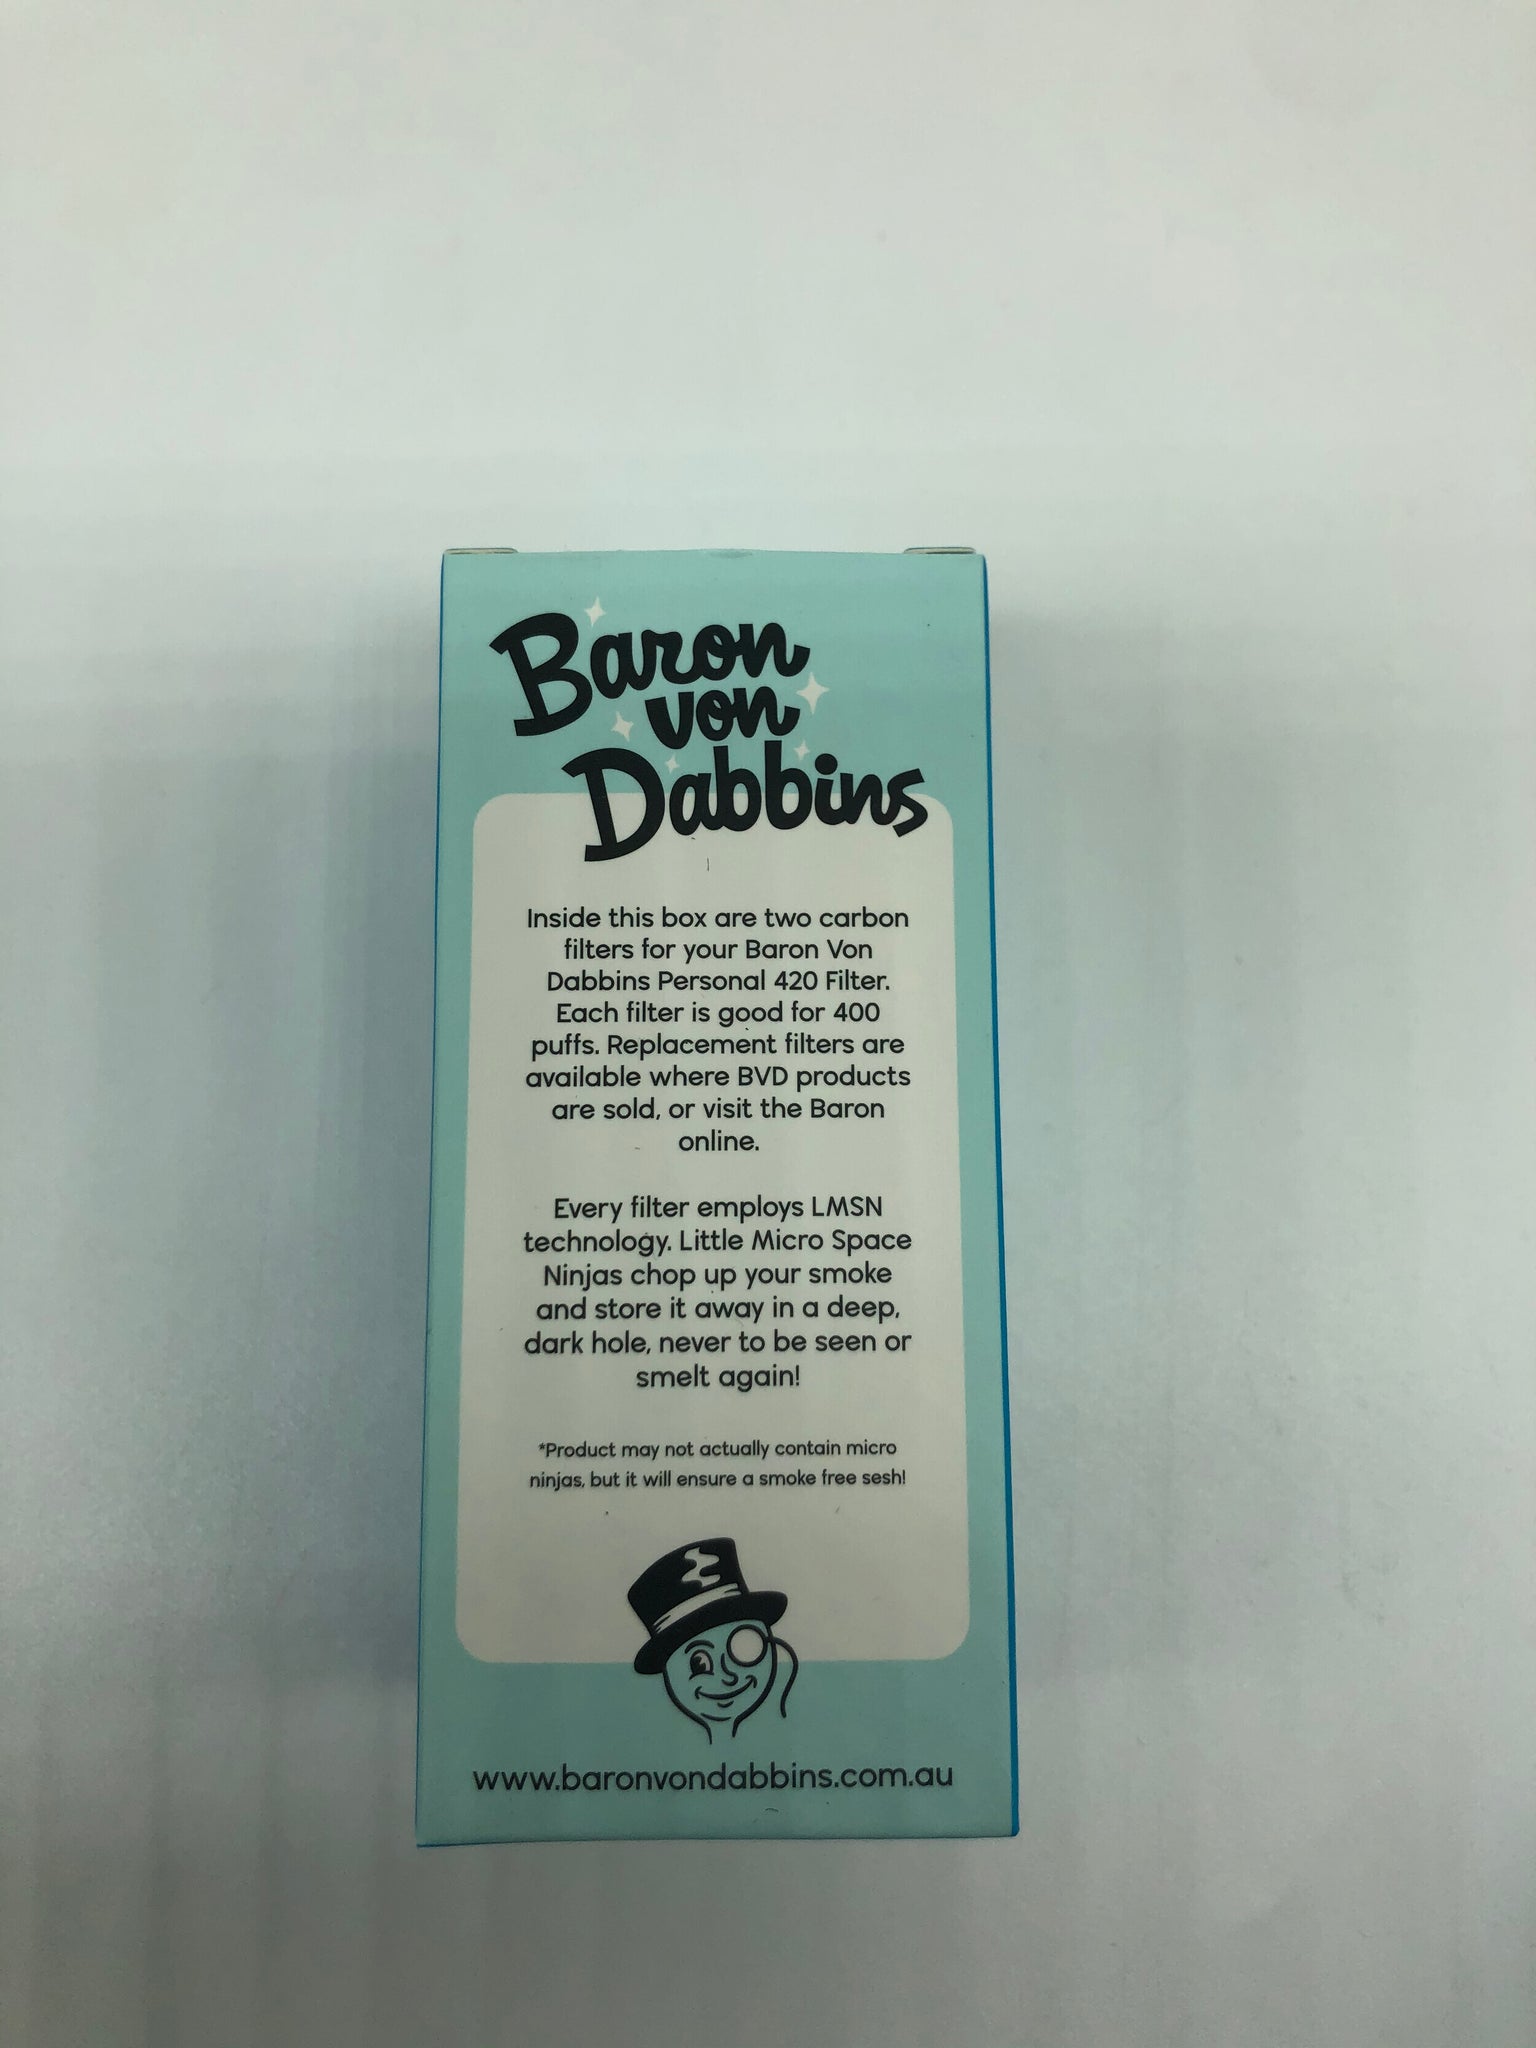 Baron
von
Dabbins
Inside this box are two carbon
filters for your Baron Von
Dabbins Personal 420 Filter.
Each filter is good for 400
puffs. Replacement filters are
available where BVD products
are sold, or visit the Baron
online.
Every filter employs LMSN
technology. Little Micro Space
Ninjas chop up your smoke
and store it away in a deep,
dark hole, never to be seen or
smelt again!
*Product may not actually contain micro
ninjas, but it will ensure a smoke free sesh!
www.baronvondabbins.com.au